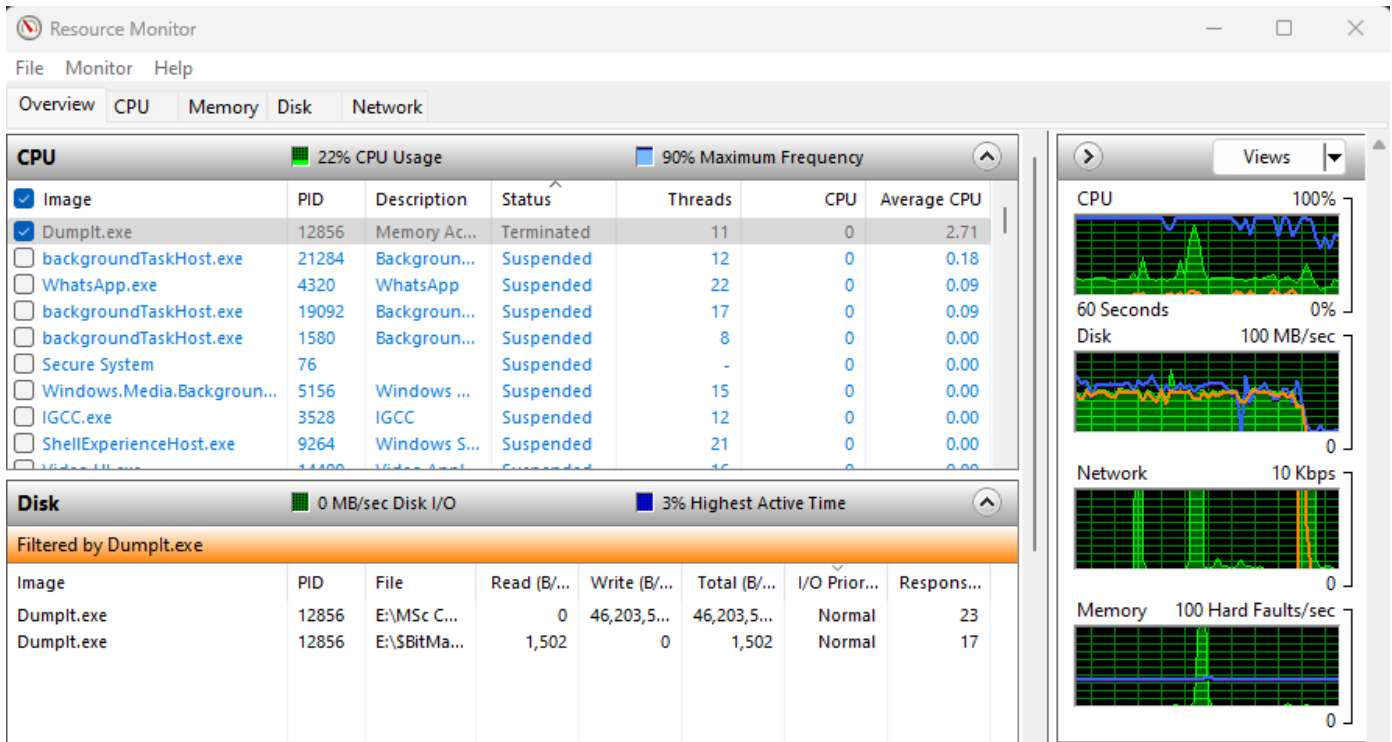 Resource Monitor
File Monitor Help
Overview CPU Memory Disk Network
CPU 22% CPU Usage 90% Maximum Frequency
Image PID Description Status Threads CPU Average CPU
DumpIt.exe 12856 Memory Ac... Terminated 11 0 2.71
backgroundTaskHost.exe 21284 Backgroun... Suspended 12 0 0.18
WhatsApp.exe 4320 WhatsApp Suspended 22 0 0.09
backgroundTaskHost.exe 19092 Backgroun... Suspended 17 0 0.09
backgroundTaskHost.exe 1580 Backgroun... Suspended 8 0 0.00
Secure System 76 Suspended - 0 0.00
Windows.Media.Backgroun... 5156 Windows ... Suspended 15 0 0.00
IGCC.exe 3528 IGCC Suspended 12 0 0.00
ShellExperienceHost.exe 9264 Windows S... Suspended 21 0 0.00
Disk 0 MB/sec Disk I/O 3% Highest Active Time
Filtered by DumpIt.exe
Image PID File Read (B/... Write (B/... Total (B/... I/O Prior... Respons...
DumpIt.exe 12856 E:\MSc C... 0 46,203,5... 46,203,5... Normal 23
DumpIt.exe 12856 E:\$BitMa... 1,502 0 1,502 Normal 17
Views
CPU 100%
60 Seconds 0%
Disk 100 MB/sec
0
Network 10 Kbps
0
Memory 100 Hard Faults/sec
0